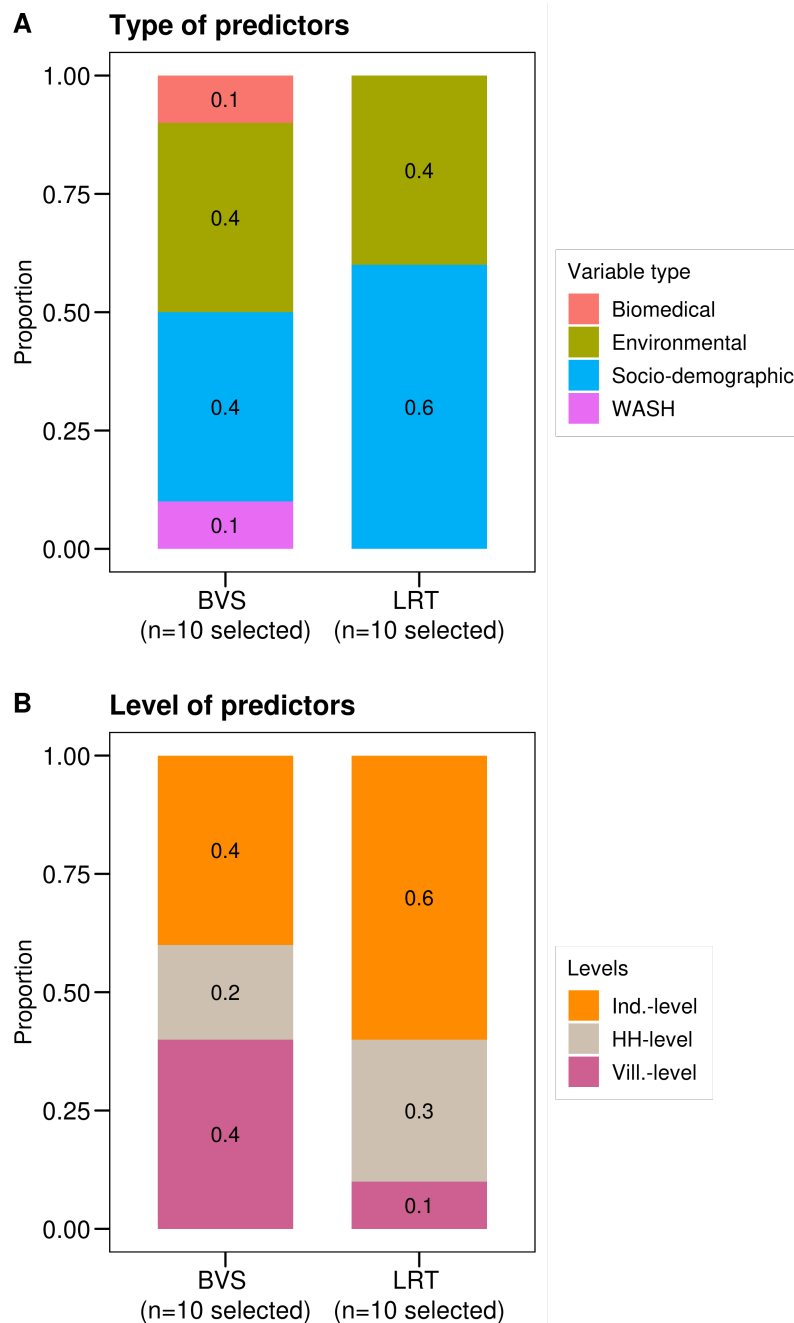 A
Type of predictors
1.00
0.75
0.50
0.25
0.00
Proportion
0.1
0.4
0.4
0.1
0.4
0.6
BVS
(n=10 selected)
LRT
(n=10 selected)
Variable type
Biomedical
Environmental
Socio-demographic
WASH
B
Level of predictors
1.00
0.75
0.50
0.25
0.00
Proportion
0.4
0.2
0.4
0.6
0.3
0.1
BVS
(n=10 selected)
LRT
(n=10 selected)
Levels
Ind.-level
HH-level
Vill.-level